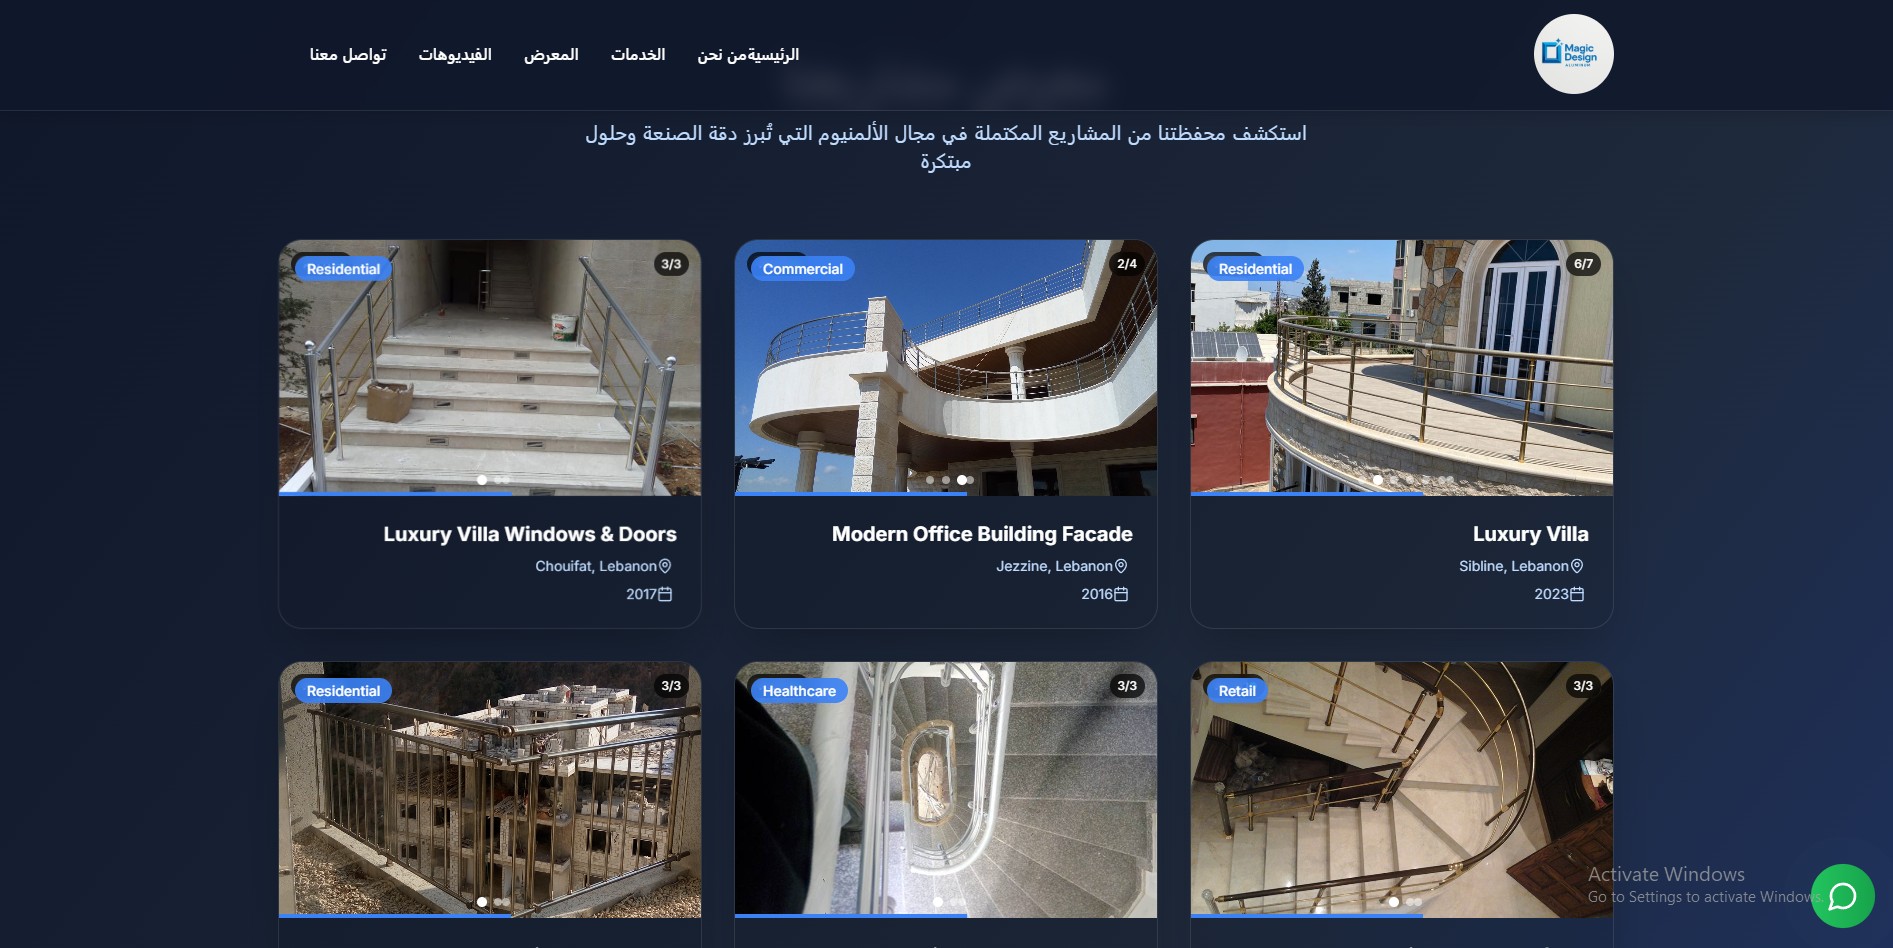 الرئيسية
من نحن
الخدمات
المعرض
الفيديوهات
تواصل معنا
Magic
Design
ALUMINUM
استكشف محفظتنا من المشاريع المكتملة في مجال الألمنيوم التي تُبرز دقة الصنعة وحلول
مبتكرة
Residential
6/7
Luxury Villa
Sibline, Lebanon
2023
Commercial
2/4
Modern Office Building Facade
Jezzine, Lebanon
2016
Residential
3/3
Luxury Villa Windows & Doors
Chouifat, Lebanon
2017
Retail
3/3
Healthcare
3/3
Residential
3/3
Activate Windows
Go to Settings to activate Windows.